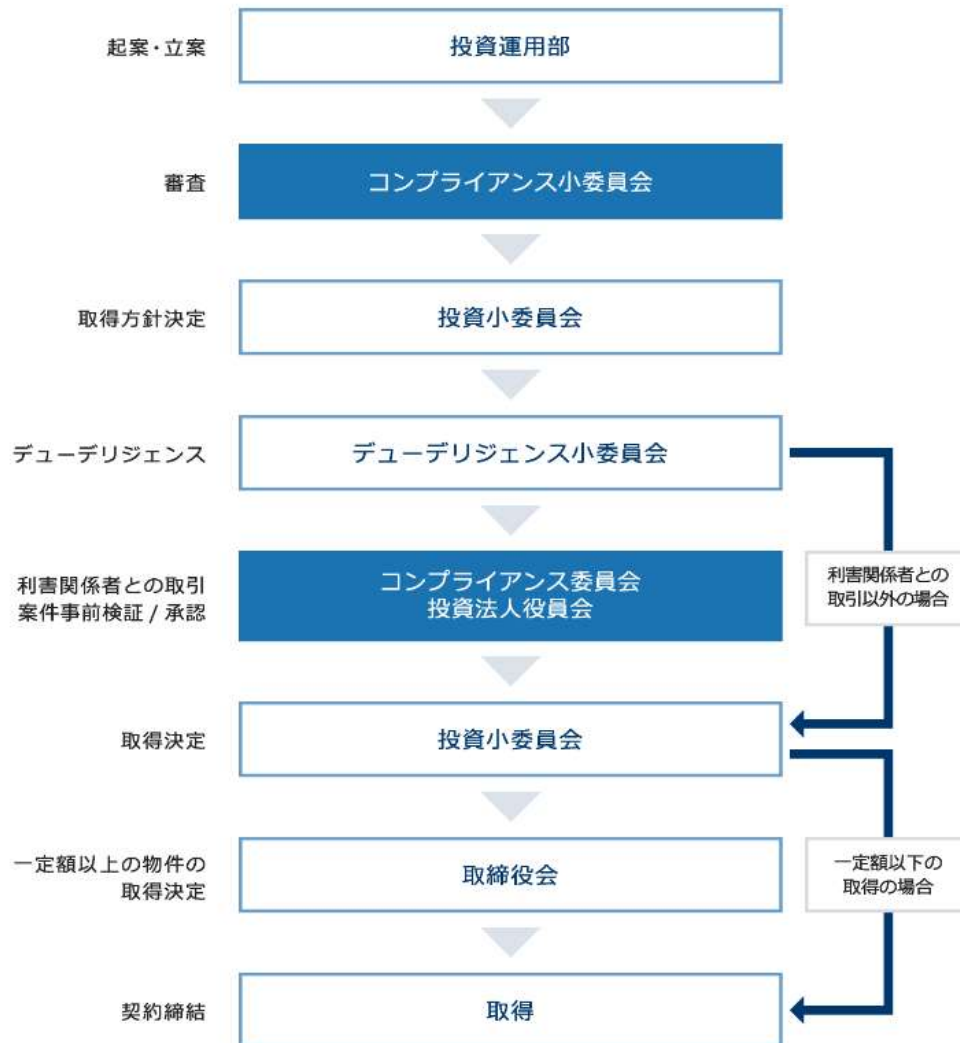 起案・立案
投資運用部
審査
コンプライアンス小委員会
取得方針決定
投資小委員会
デューデリジェンス
デューデリジェンス小委員会
利害関係者との取引
案件事前検証 / 承認
コンプライアンス委員会
投資法人役員会
利害関係者との
取引以外の場合
取得決定
投資小委員会
一定額以上の物件の
取得決定
取締役会
一定額以下の
取得の場合
契約締結
取得